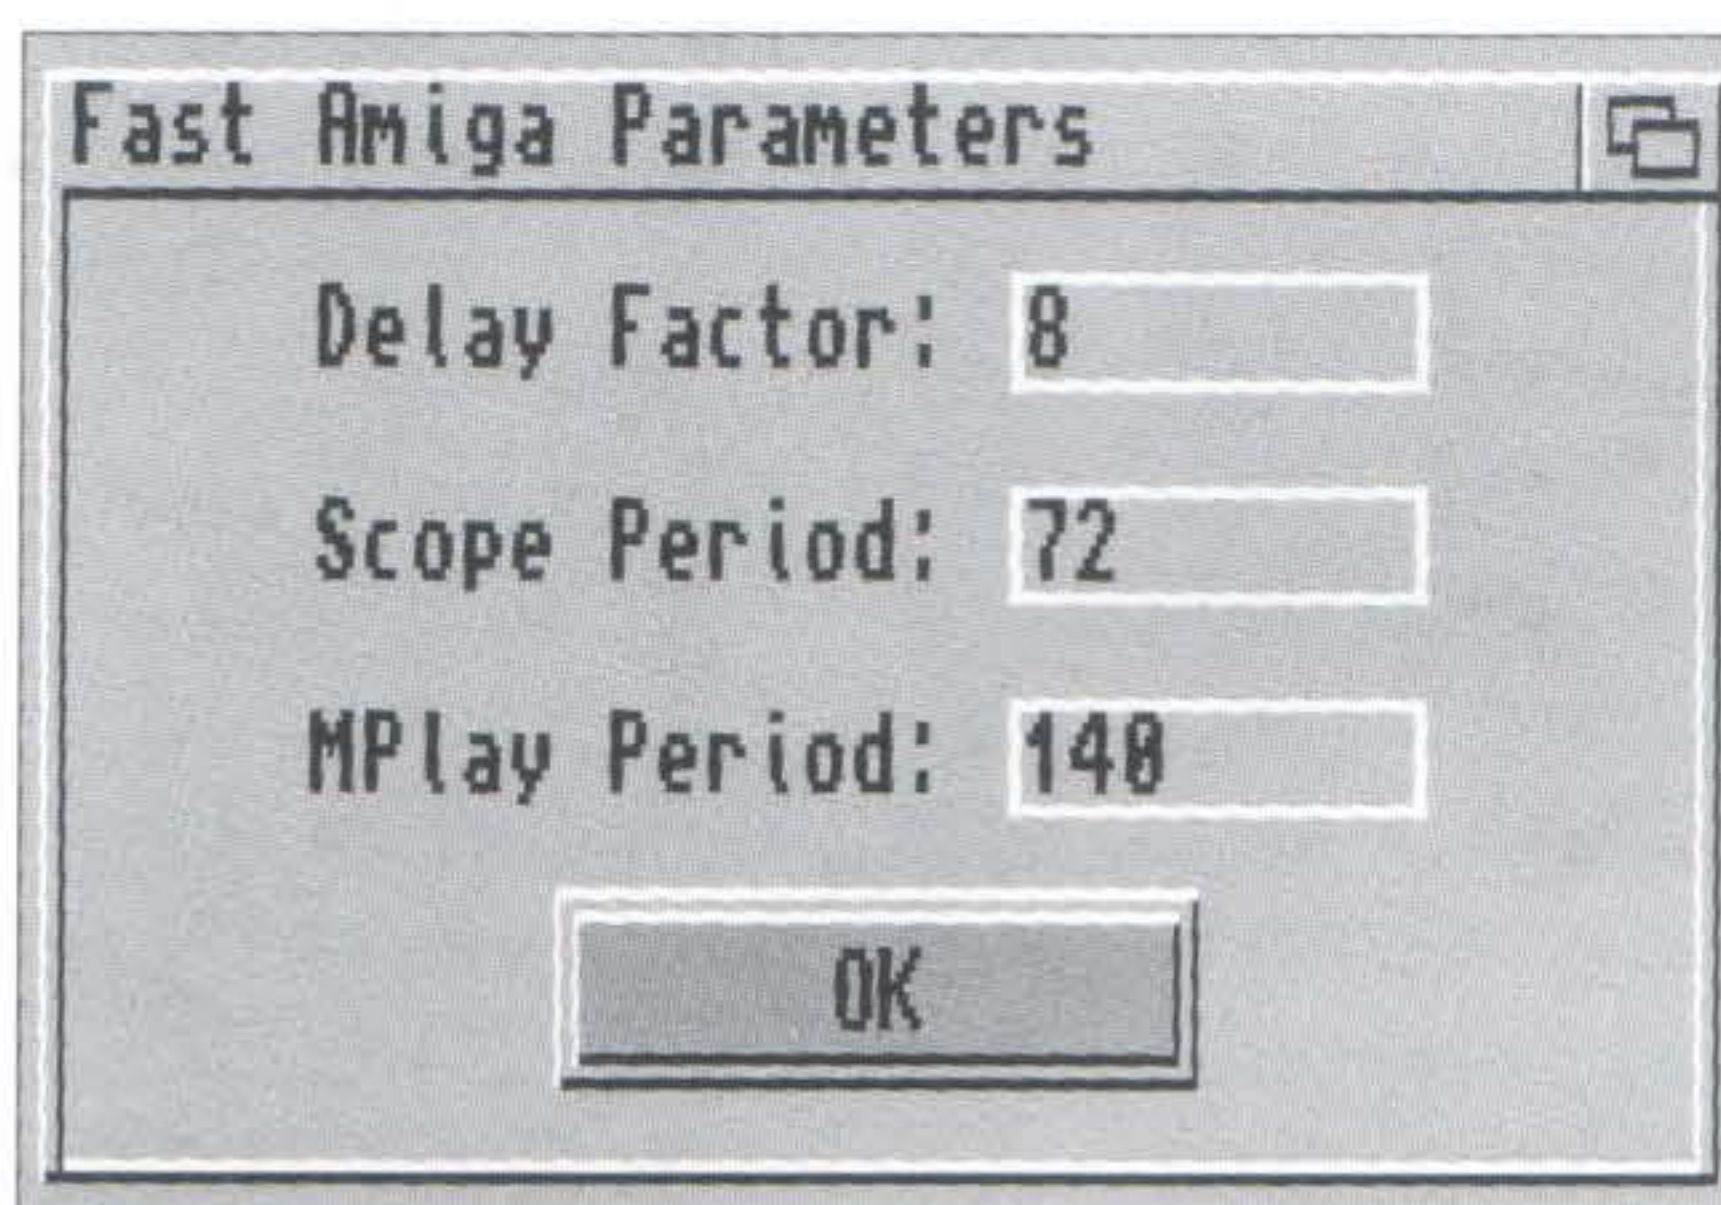 Fast Amiga Parameters
Delay Factor: 8
Scope Period: 72
MPlay Period: 140
OK